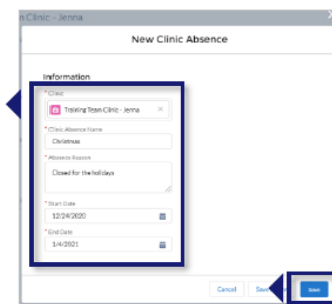 n Clinic - Jenna
New Clinic Absence
Information
* Clinic
Training Team Clinic - Jenna ×
* Clinic Absence Name
Christmas
* Absence Reason
Closed for the holidays
* Start Date
12/24/2020
* End Date
1/4/2021
Cancel
Save